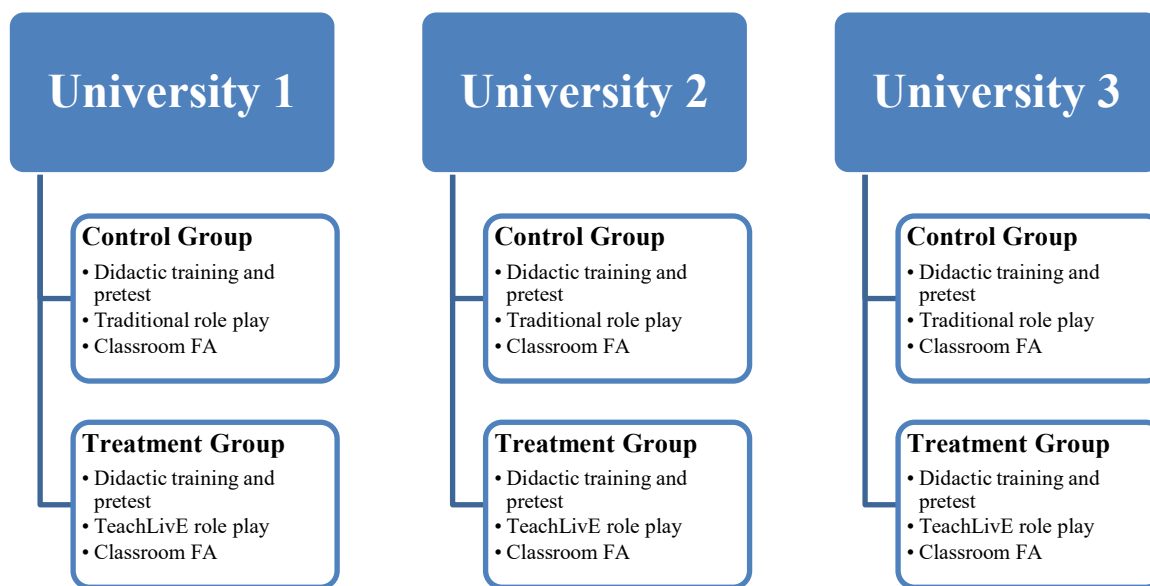 University 1
Control Group
• Didactic training and
pretest
• Traditional role play
• Classroom FA
Treatment Group
• Didactic training and
pretest
• TeachLivE role play
• Classroom FA
University 2
Control Group
• Didactic training and
pretest
• Traditional role play
• Classroom FA
Treatment Group
• Didactic training and
pretest
• TeachLivE role play
• Classroom FA
University 3
Control Group
• Didactic training and
pretest
• Traditional role play
• Classroom FA
Treatment Group
• Didactic training and
pretest
• TeachLivE role play
• Classroom FA